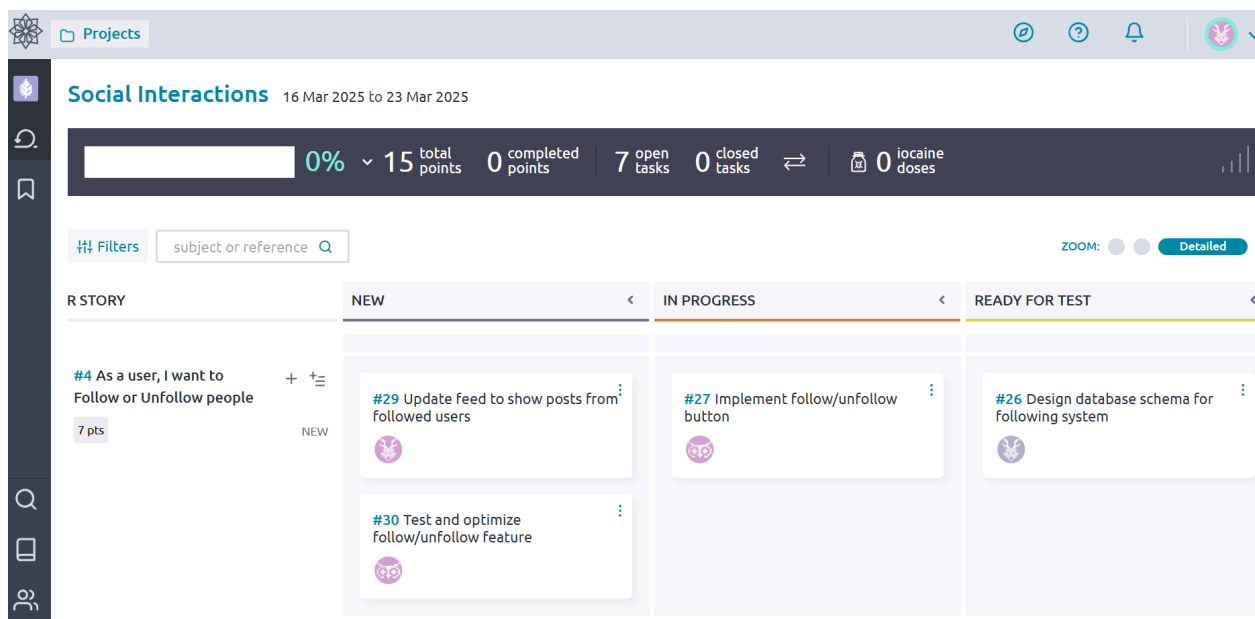 Projects
Social Interactions 16 Mar 2025 to 23 Mar 2025
0% 15 total points 0 completed points 7 open tasks 0 closed tasks 0 iocaine doses
Filters subject or reference ZOOM: Detailed
R STORY NEW IN PROGRESS READY FOR TEST
#4 As a user, I want to
Follow or Unfollow people
7 pts NEW
#29 Update feed to show posts from
followed users
#30 Test and optimize
follow/unfollow feature
#27 Implement follow/unfollow
button
#26 Design database schema for
following system